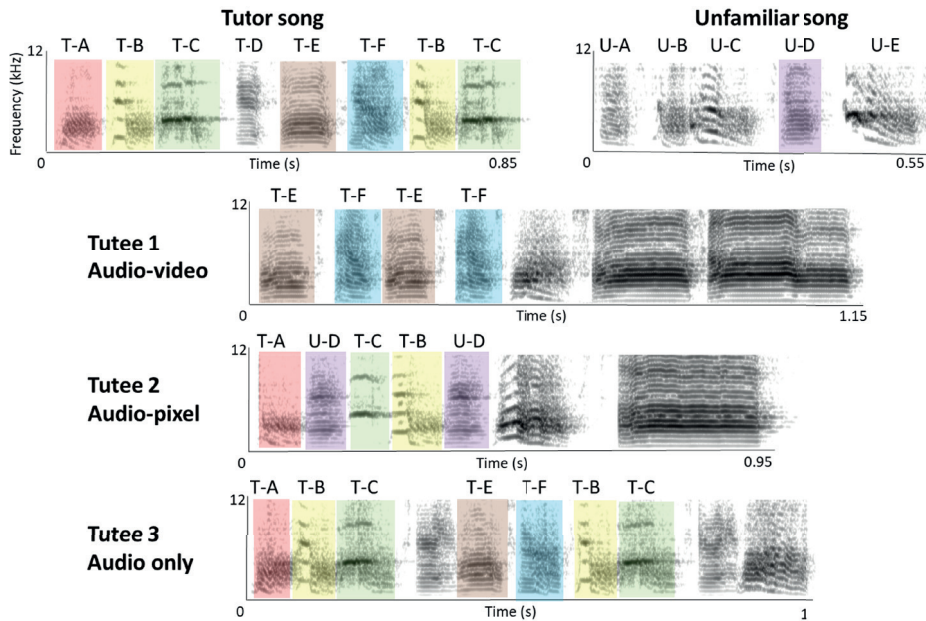 Tutor song
Unfamiliar song
T-A T-B T-C T-D T-E T-F T-B T-C
U-A U-B U-C U-D U-E
Frequency (kHz)
12
12
0 Time (s) 0.85
0 Time (s) 0.55
T-E T-F T-E T-F
Tutee 1
Audio-video
12
0 Time (s) 1.15
T-A U-D T-C T-B U-D
Tutee 2
Audio-pixel
12
0 Time (s) 0.95
T-A T-B T-C T-E T-F T-B T-C
Tutee 3
Audio only
12
0 Time (s) 1